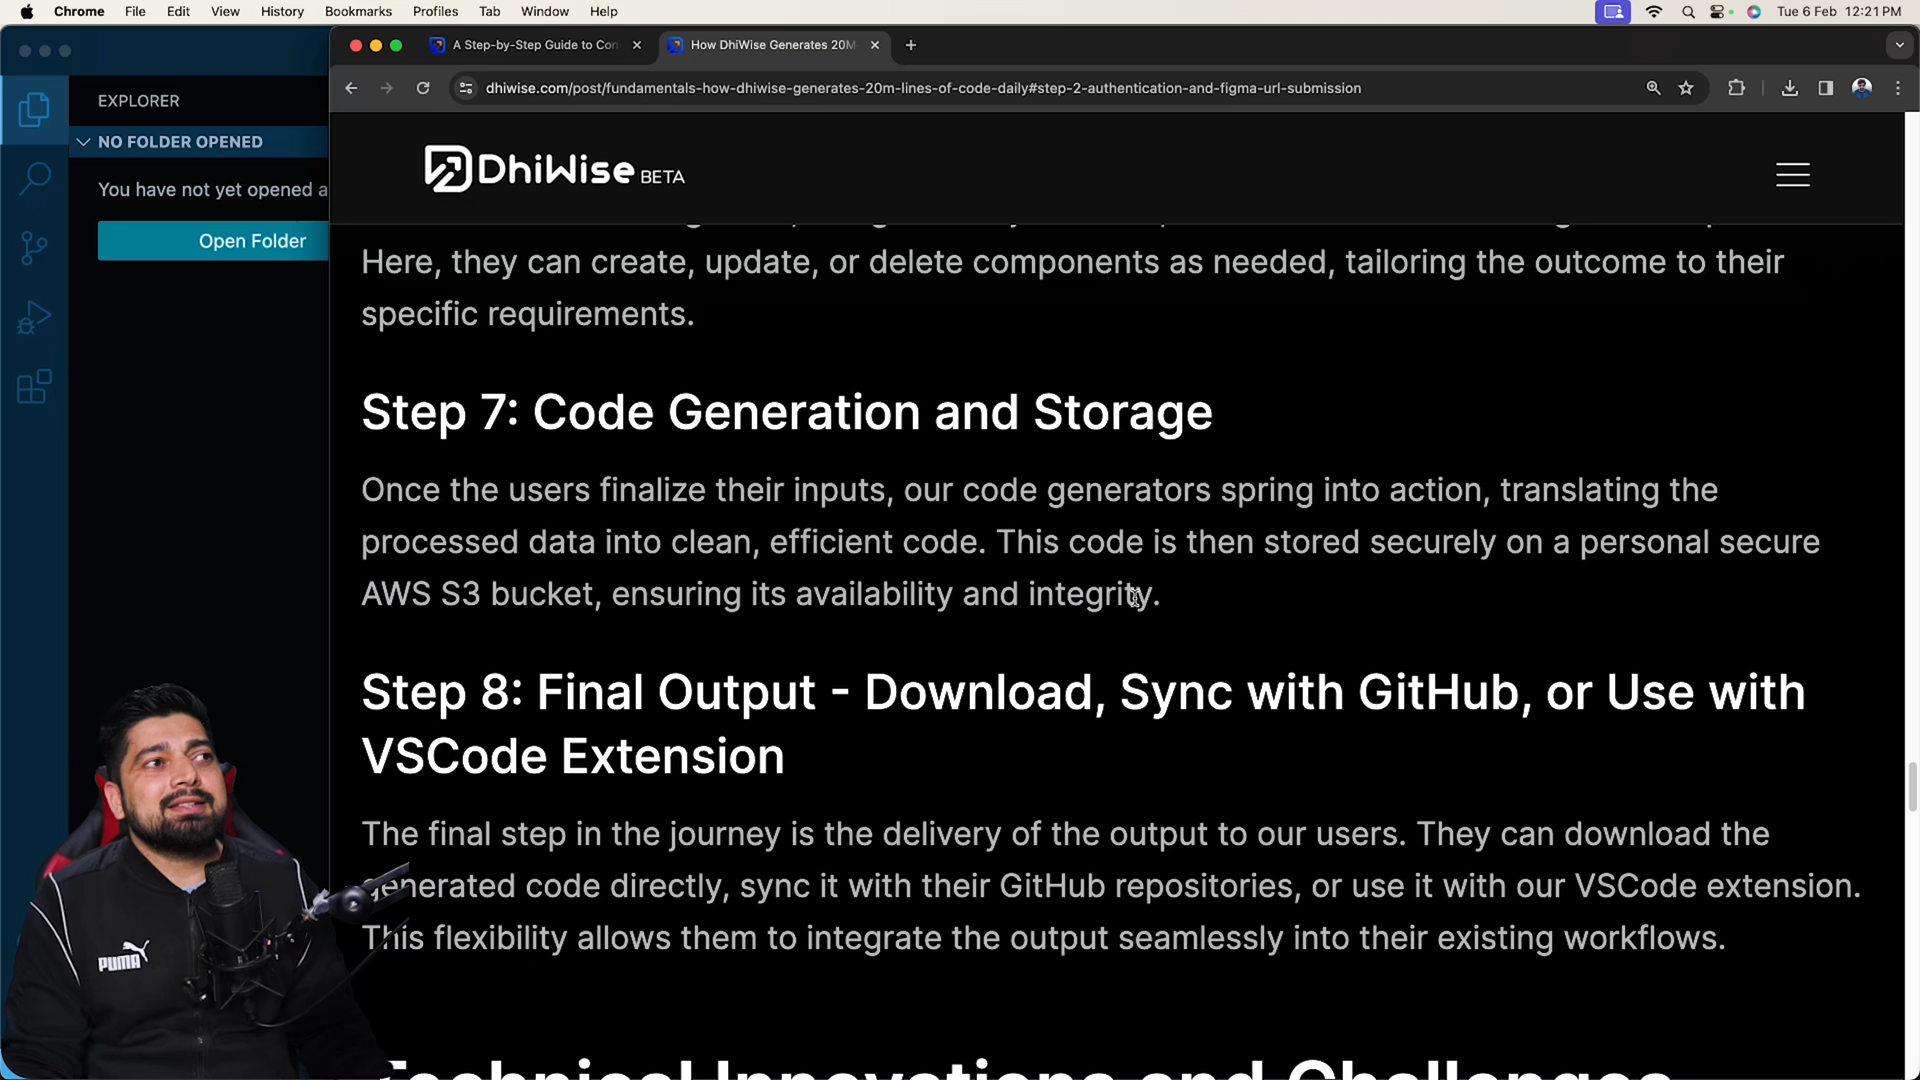 Chrome File Edit View History Bookmarks Profiles Tab Window Help Tue 6 Feb 12:21 PM
A Step-by-Step Guide to Con
How DhiWise Generates 20M
dhiwise.com/post/fundamentals-how-dhiwise-generates-20m-lines-of-code-daily#step-2-authentication-and-figma-url-submission
EXPLORER
NO FOLDER OPENED
You have not yet opened a
Open Folder
DhiWise BETA
Here, they can create, update, or delete components as needed, tailoring the outcome to their
specific requirements.
Step 7: Code Generation and Storage
Once the users finalize their inputs, our code generators spring into action, translating the
processed data into clean, efficient code. This code is then stored securely on a personal secure
AWS S3 bucket, ensuring its availability and integrity.
Step 8: Final Output - Download, Sync with GitHub, or Use with
VSCode Extension
The final step in the journey is the delivery of the output to our users. They can download the
generated code directly, sync it with their GitHub repositories, or use it with our VSCode extension.
This flexibility allows them to integrate the output seamlessly into their existing workflows.
Technical Innovations and Challenges
PUMA